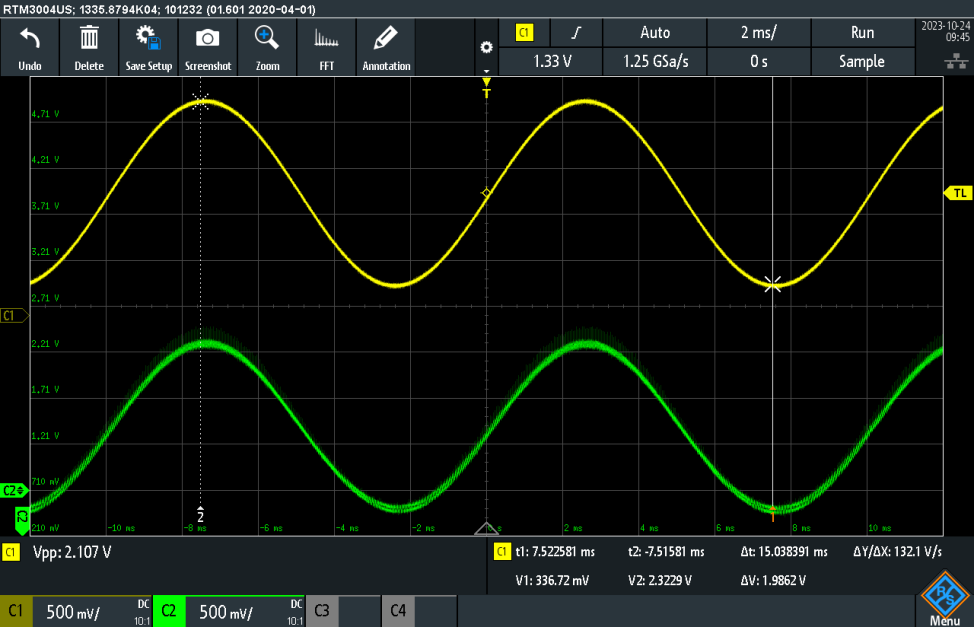 RTM3004US; 1335.8794K04; 101232 (01.601 2020-04-01)
Undo
Delete
Save Setup
Screenshot
Zoom
FFT
Annotation
C1
Auto
2 ms/
Run
2023-10-24
09:45
1.33 V
1.25 GSa/s
0 s
Sample
T
4,71 V
4,21 V
3,71 V
TL
3,21 V
2,71 V
C1
2,21 V
1,71 V
1,21 V
710 mV
C2
2
210 mV
-10 ms
-8 ms
-6 ms
-4 ms
-2 ms
2 ms
4 ms
6 ms
8 ms
10 ms
C1 Vpp: 2.107 V
C1 t1: 7.522581 ms t2: -7.51581 ms Δt: 15.038391 ms ΔY/ΔX: 132.1 V/s
V1: 336.72 mV V2: 2.3229 V ΔV: 1.9862 V
C1 500 mV/ DC 10:1
C2 500 mV/ DC 10:1
C3
C4
R&S
Menu